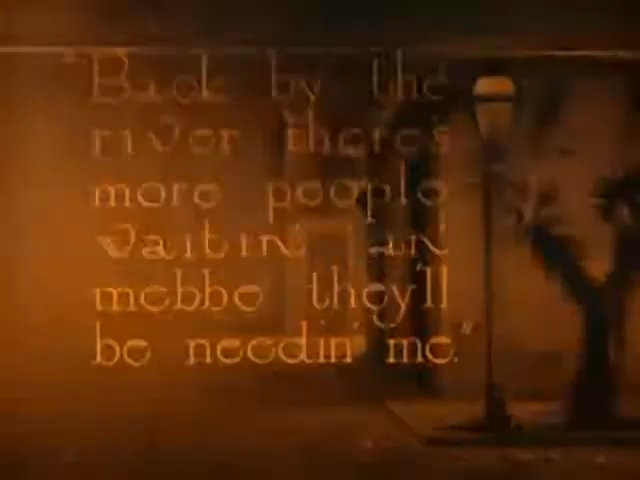 "Back by the
river there's
more people
waitin' an'
mebbe they'll
be needin' me."